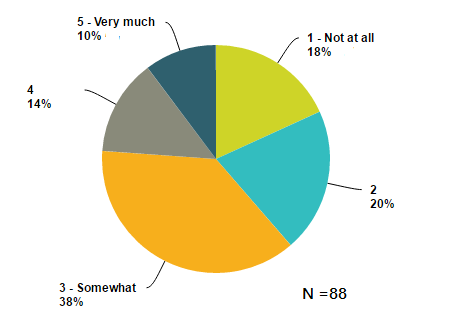 5 - Very much
10%
1 - Not at all
18%
4
14%
2
20%
3 - Somewhat
38%
N =88